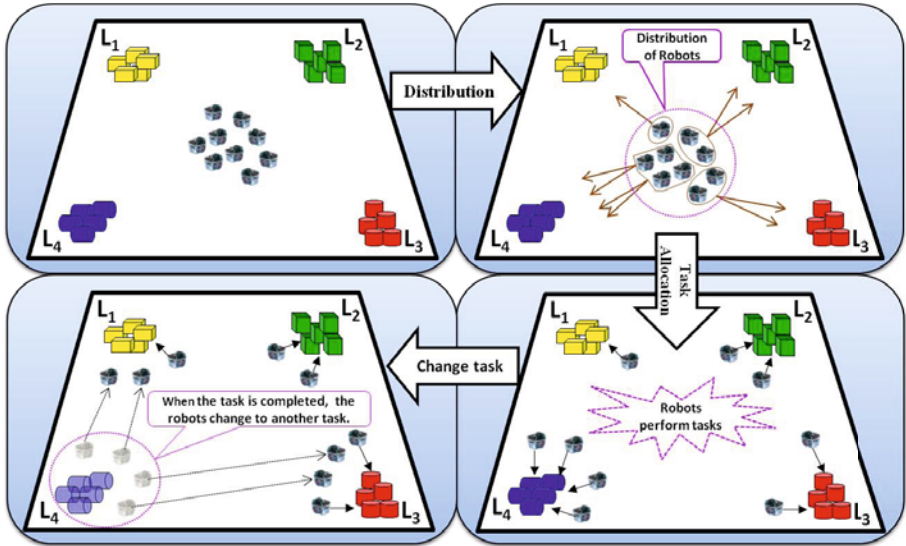 L1
L2
L3
L4
Distribution
L1
L2
L3
L4
Distribution
of Robots
Task
Allocation
L1
L2
L3
L4
Robots
perform tasks
Change task
L1
L2
L3
L4
When the task is completed, the
robots change to another task.